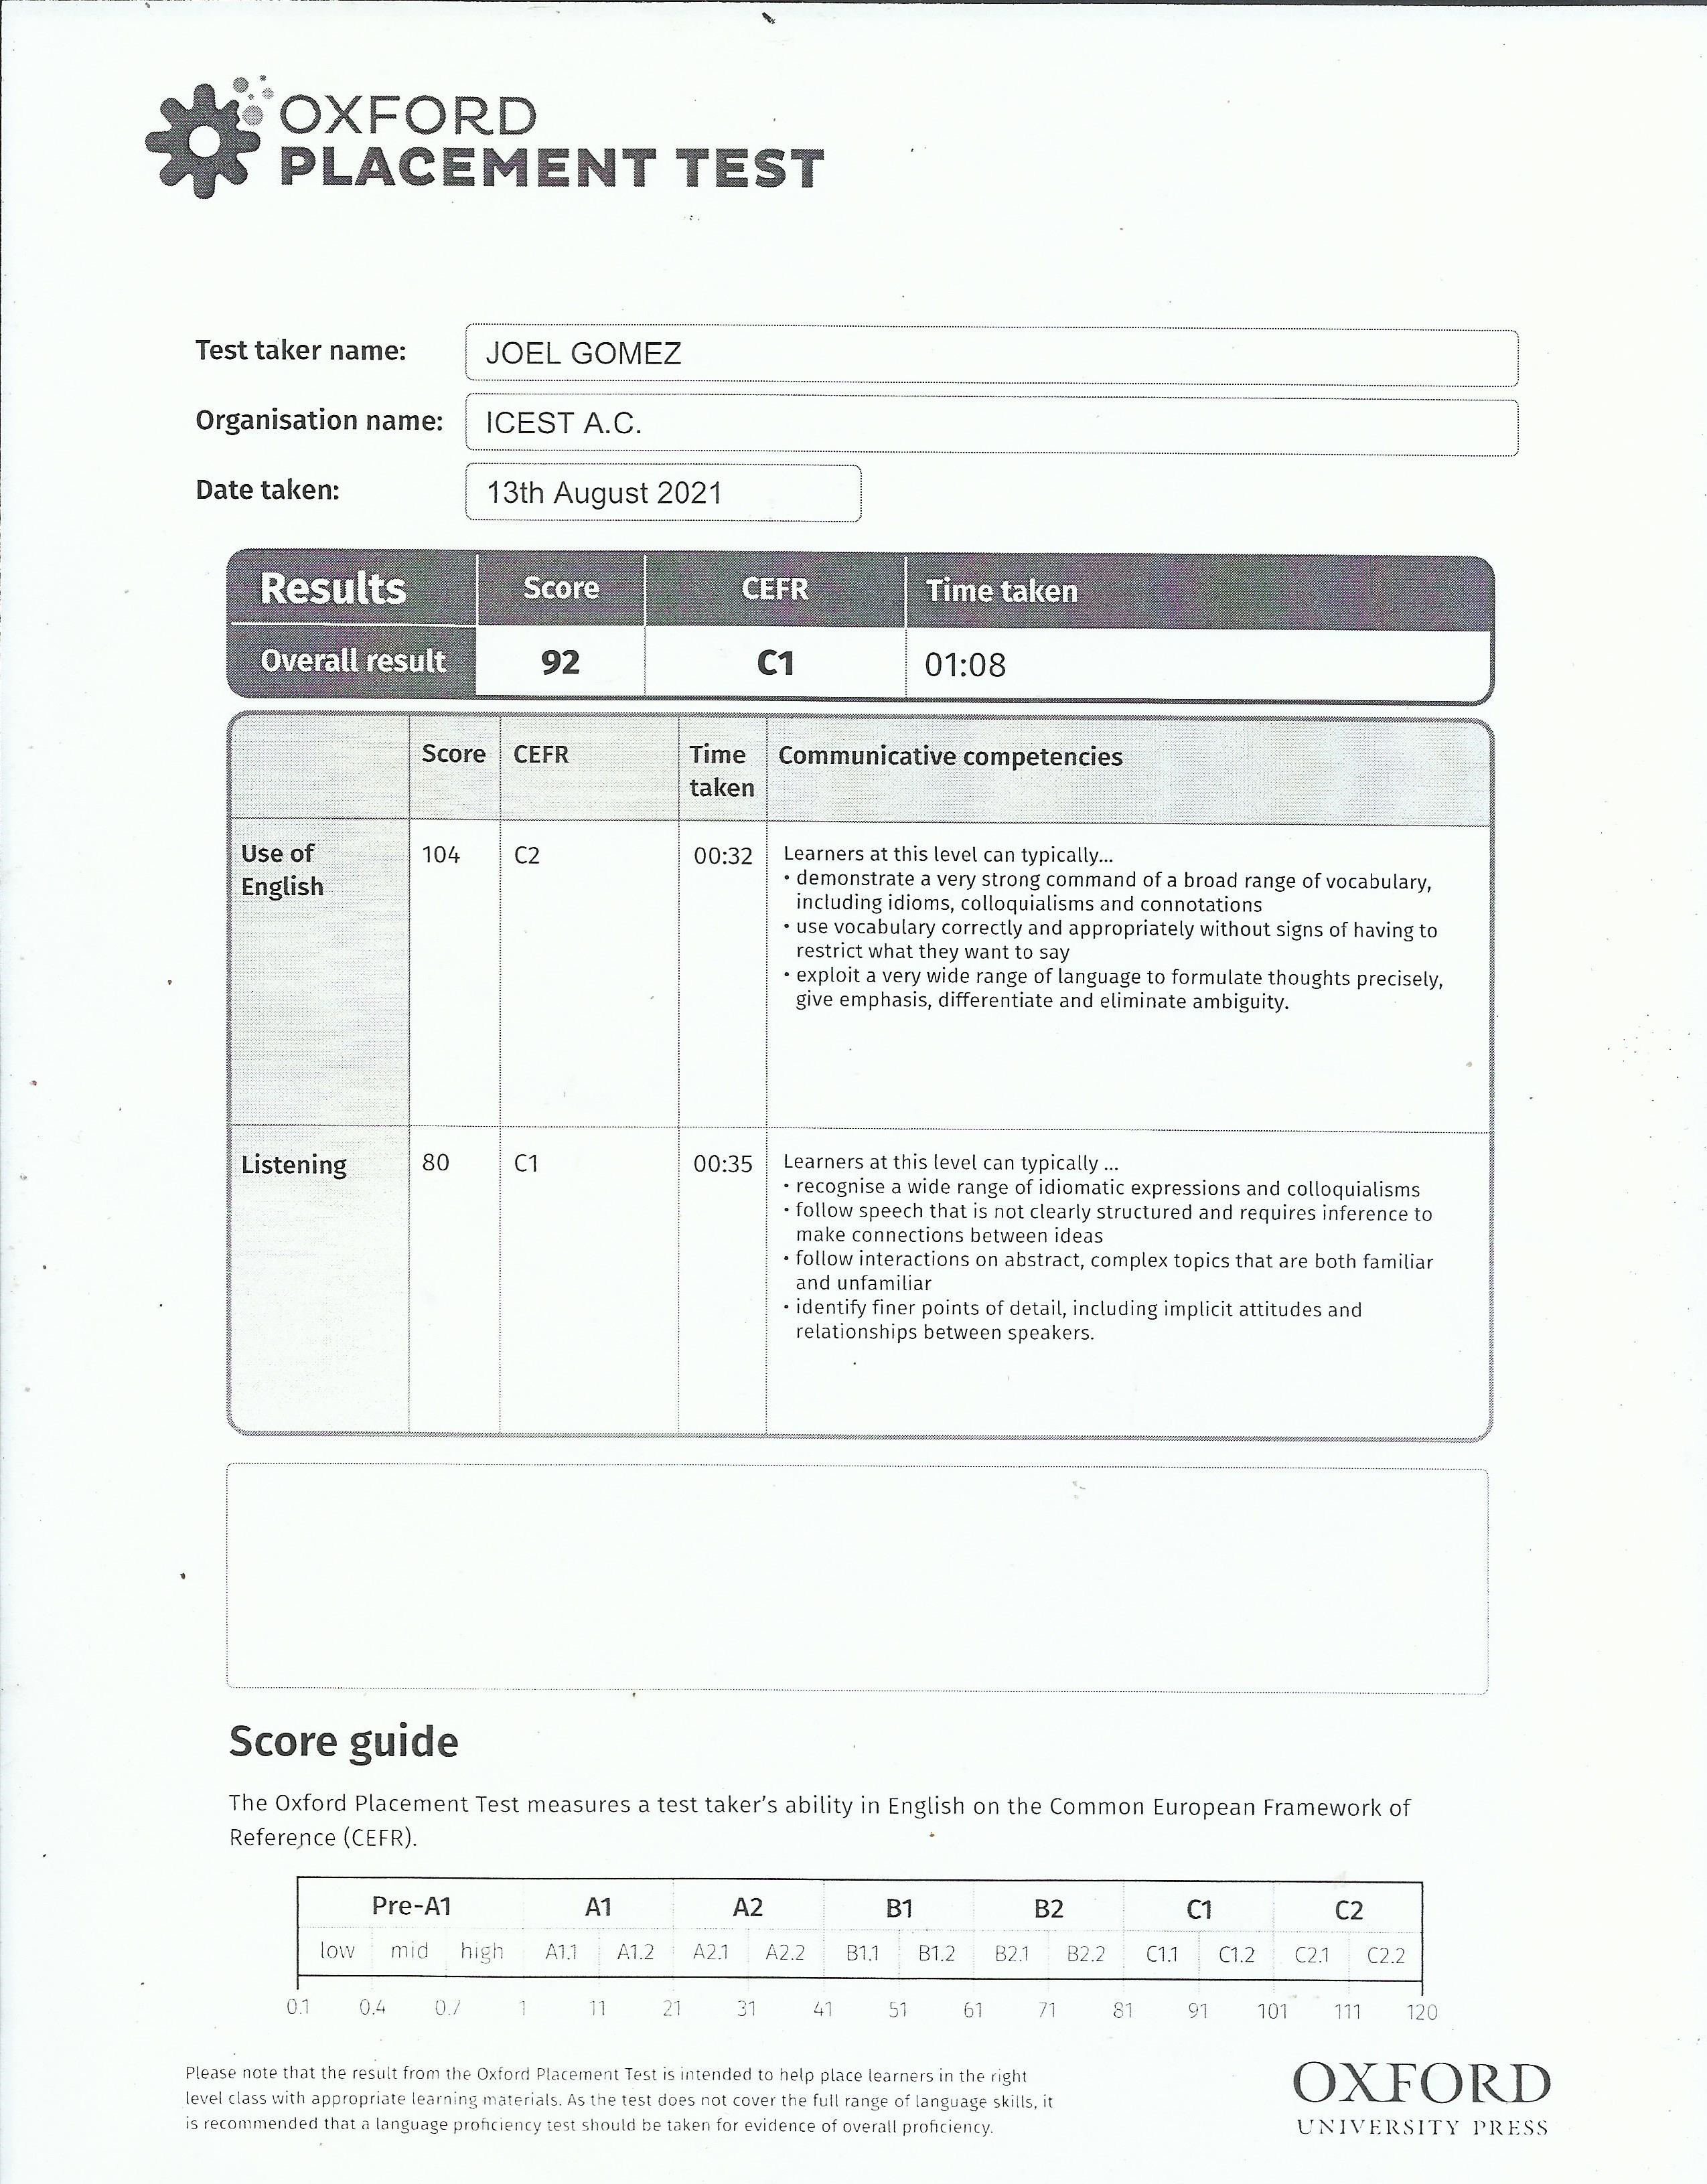 OXFORD
PLACEMENT TEST
Test taker name: JOEL GOMEZ
Organisation name: ICEST A.C.
Date taken: 13th August 2021
Results Score CEFR Time taken
Overall result 92 C1 01:08
Score CEFR Time taken Communicative competencies
Use of English 104 C2 00:32 Learners at this level can typically...
• demonstrate a very strong command of a broad range of vocabulary,
including idioms, colloquialisms and connotations
• use vocabulary correctly and appropriately without signs of having to
restrict what they want to say
• exploit a very wide range of language to formulate thoughts precisely,
give emphasis, differentiate and eliminate ambiguity.
Listening 80 C1 00:35 Learners at this level can typically ...
• recognise a wide range of idiomatic expressions and colloquialisms
• follow speech that is not clearly structured and requires inference to
make connections between ideas
• follow interactions on abstract, complex topics that are both familiar
and unfamiliar
• identify finer points of detail, including implicit attitudes and
relationships between speakers.
Score guide
The Oxford Placement Test measures a test taker's ability in English on the Common European Framework of
Reference (CEFR).
Pre-A1 A1 A2 B1 B2 C1 C2
low mid high A1.1 A1.2 A2.1 A2.2 B1.1 B1.2 B2.1 B2.2 C1.1 C1.2 C2.1 C2.2
0.1 0.4 0.7 1 11 21 31 41 51 61 71 81 91 101 111 120
Please note that the result from the Oxford Placement Test is intended to help place learners in the right
level class with appropriate learning materials. As the test does not cover the full range of language skills, it
is recommended that a language proficiency test should be taken for evidence of overall proficiency.
OXFORD
UNIVERSITY PRESS